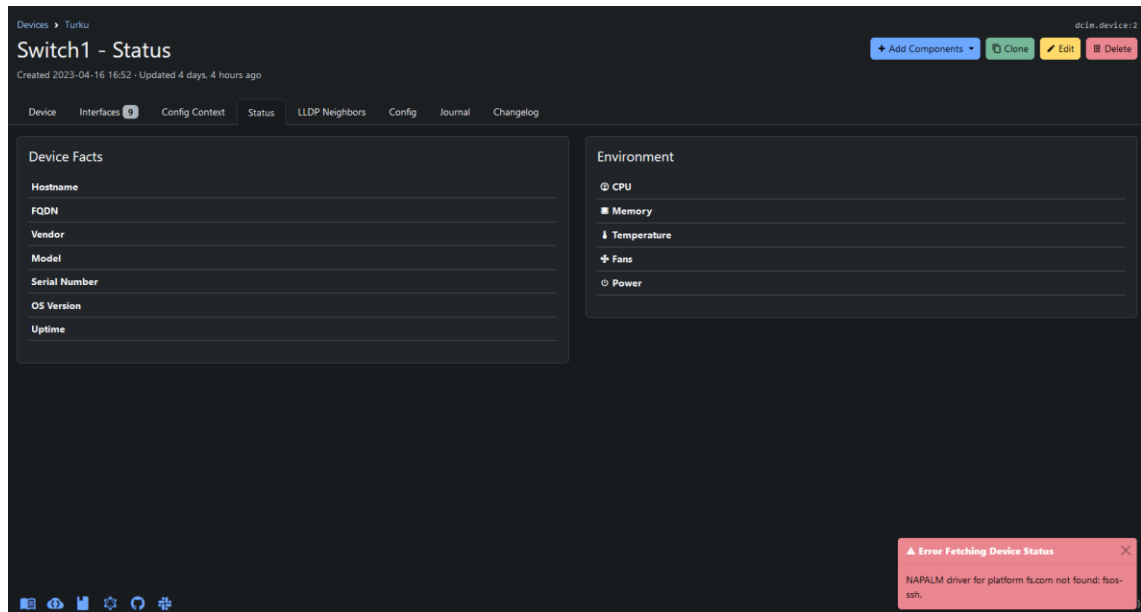 Devices > Turku
dcim.device:2
Switch1 - Status
+ Add Components Clone Edit Delete
Created 2023-04-16 16:52 · Updated 4 days, 4 hours ago
Device Interfaces 9 Config Context Status LLDP Neighbors Config Journal Changelog
Device Facts
Hostname
FQDN
Vendor
Model
Serial Number
OS Version
Uptime
Environment
CPU
Memory
Temperature
Fans
Power
Error Fetching Device Status
NAPALM driver for platform fs.com not found: fsos-
ssh.